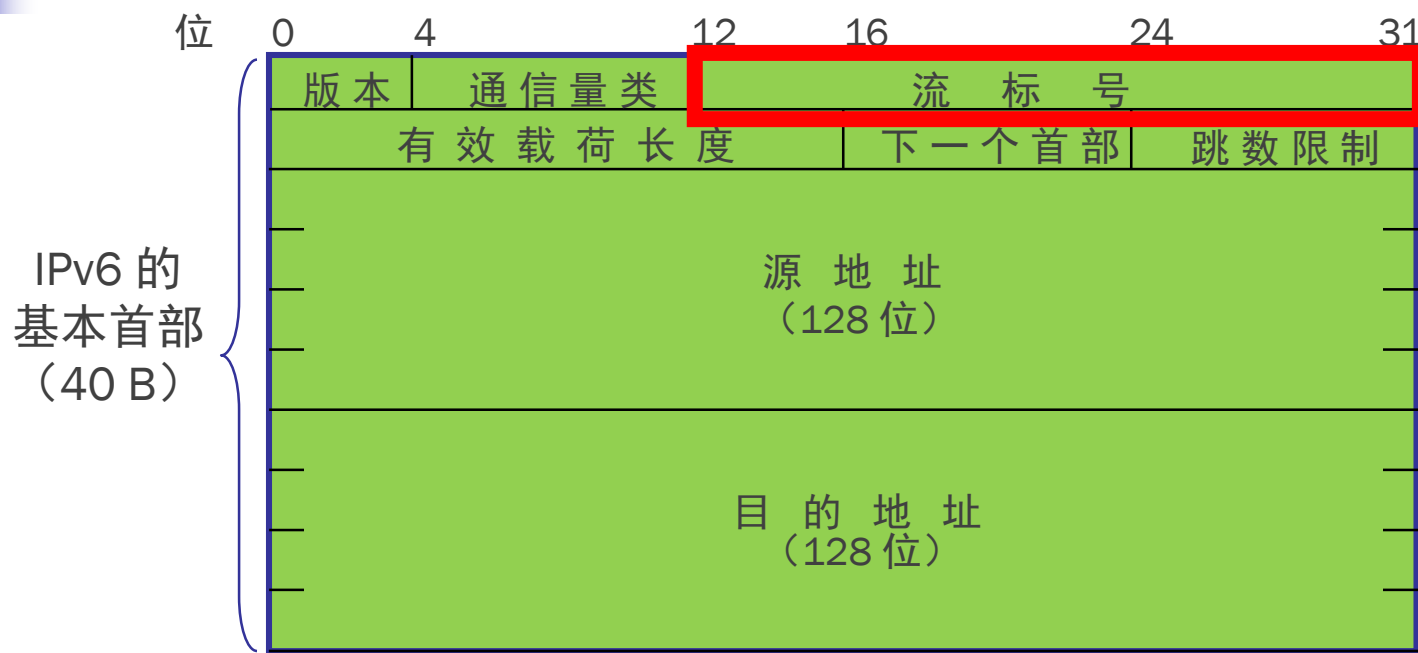 位 0 4 12 16 24 31
版本 通信量类 流标号
有效载荷长度 下一个首部 跳数限制
IPv6 的
基本首部
（40 B）
源地址
（128 位）
目的地址
（128 位）